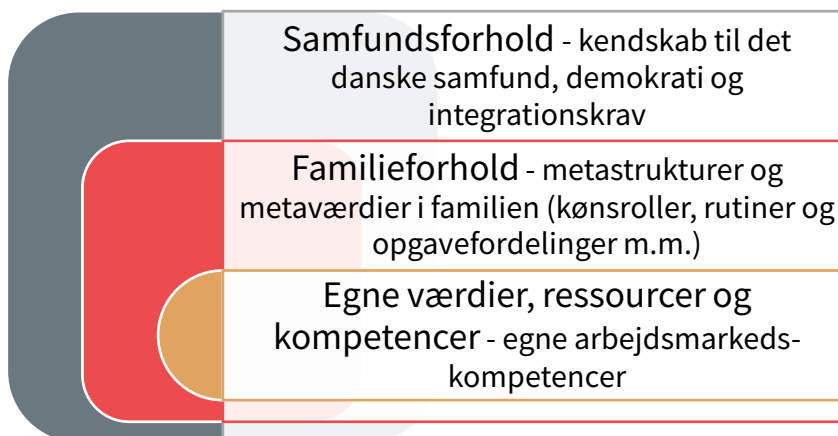 Samfundsforhold - kendskab til det
danske samfund, demokrati og
integrationskrav
Familieforhold - metastrukturer og
metaværdier i familien (kønsroller, rutiner og
opgavefordelinger m.m.)
Egne værdier, ressourcer og
kompetencer - egne arbejdsmarkeds-
kompetencer